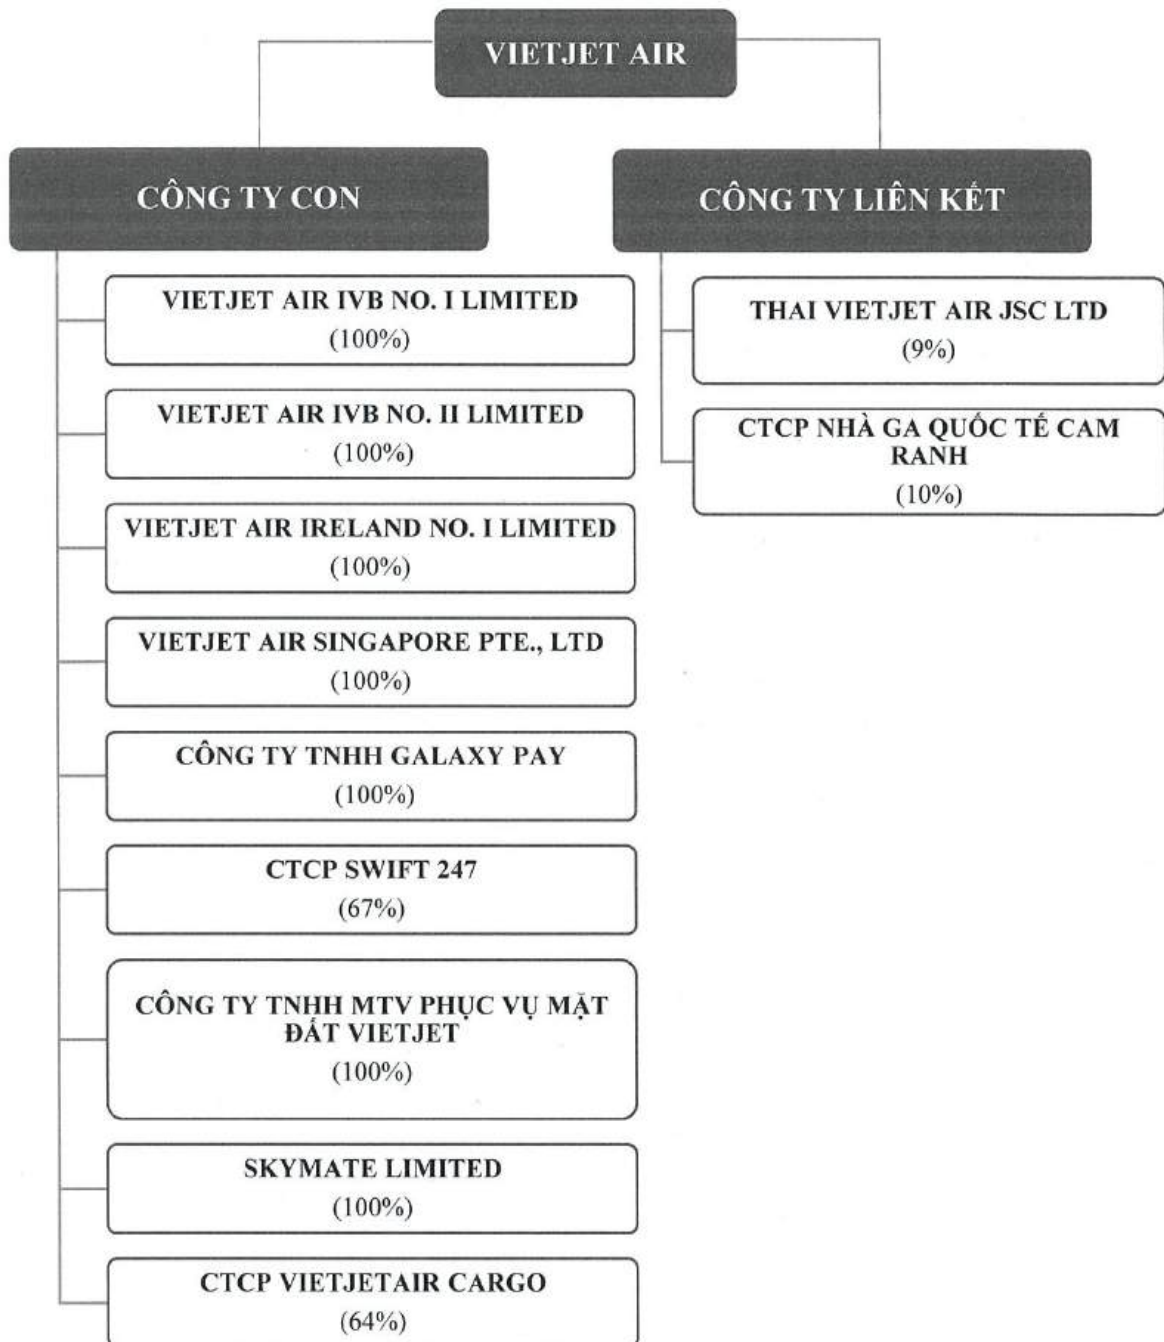 VIETJET AIR
CÔNG TY CON
VIETJET AIR IVB NO. I LIMITED
(100%)
VIETJET AIR IVB NO. II LIMITED
(100%)
VIETJET AIR IRELAND NO. I LIMITED
(100%)
VIETJET AIR SINGAPORE PTE., LTD
(100%)
CÔNG TY TNHH GALAXY PAY
(100%)
CTCP SWIFT 247
(67%)
CÔNG TY TNHH MTV PHỤC VỤ MẶT
ĐẤT VIETJET
(100%)
SKYMATE LIMITED
(100%)
CTCP VIETJETAIR CARGO
(64%)
CÔNG TY LIÊN KẾT
THAI VIETJET AIR JSC LTD
(9%)
CTCP NHÀ GA QUỐC TẾ CAM
RANH
(10%)